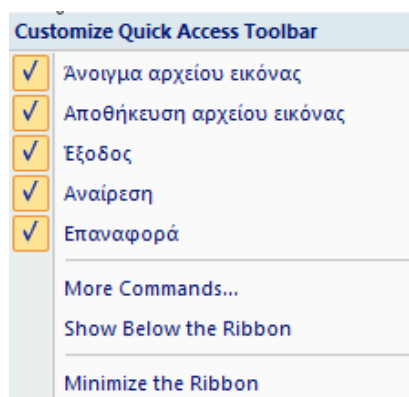 Customize Quick Access Toolbar
Άνοιγμα αρχείου εικόνας
Αποθήκευση αρχείου εικόνας
Έξοδος
Αναίρεση
Επαναφορά
More Commands...
Show Below the Ribbon
Minimize the Ribbon